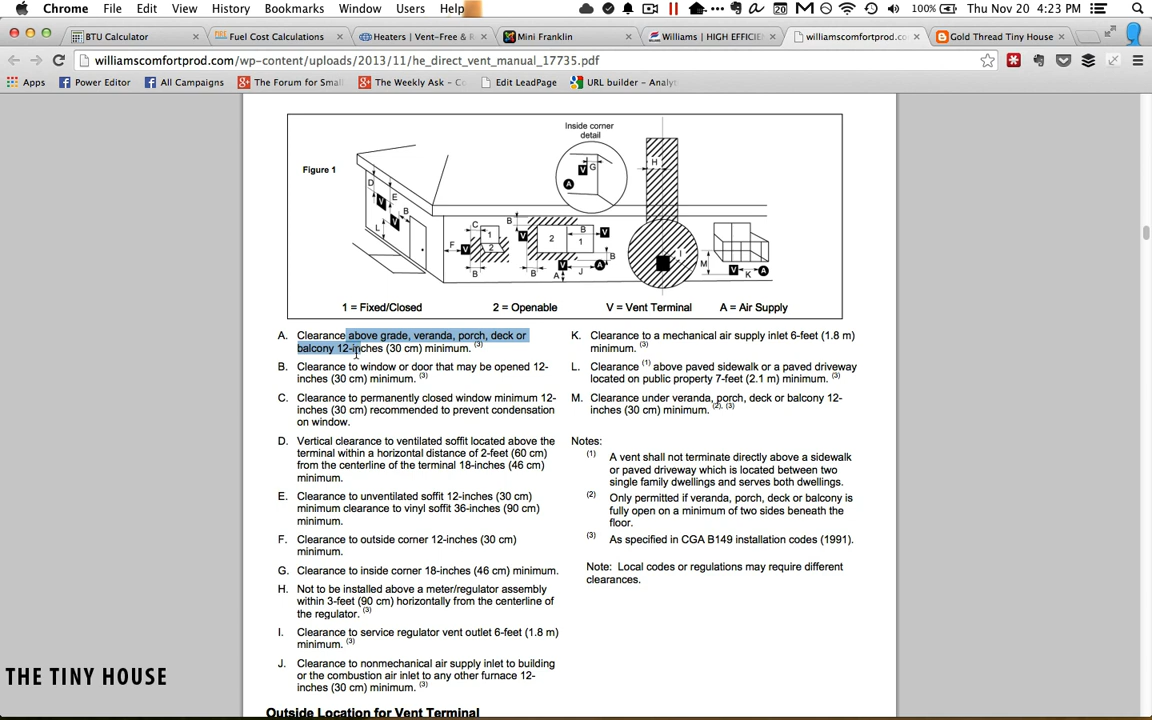 Chrome File Edit View History Bookmarks Window Users Help 20 100% Thu Nov 20 4:23 PM
BTU Calculator Fuel Cost Calculations Heaters | Vent-Free & Mini Franklin Williams | HIGH EFFICIE williamscomfortprod.com/ Gold Thread Tiny House
williamscomfortprod.com/wp-content/uploads/2013/11/he_direct_vent_manual_17735.pdf
Apps Power Editor All Campaigns The Forum for Small The Weekly Ask - Co Edit LeadPage URL builder - Analyt
Inside corner
detail
Figure 1
V G A H
D V E B V L
C 1 2 F V B
B V 2 1 B V B A V J A
I M V K A
1 = Fixed/Closed 2 = Openable V = Vent Terminal A = Air Supply
A. Clearance above grade, veranda, porch, deck or
balcony 12-inches (30 cm) minimum. (3)
B. Clearance to window or door that may be opened 12-
inches (30 cm) minimum. (3)
C. Clearance to permanently closed window minimum 12-
inches (30 cm) recommended to prevent condensation
on window.
D. Vertical clearance to ventilated soffit located above the
terminal within a horizontal distance of 2-feet (60 cm)
from the centerline of the terminal 18-inches (46 cm)
minimum.
E. Clearance to unventilated soffit 12-inches (30 cm)
minimum clearance to vinyl soffit 36-inches (90 cm)
minimum.
F. Clearance to outside corner 12-inches (30 cm)
minimum.
G. Clearance to inside corner 18-inches (46 cm) minimum.
H. Not to be installed above a meter/regulator assembly
within 3-feet (90 cm) horizontally from the centerline of
the regulator. (3)
I. Clearance to service regulator vent outlet 6-feet (1.8 m)
minimum. (3)
J. Clearance to nonmechanical air supply inlet to building
or the combustion air inlet to any other furnace 12-
inches (30 cm) minimum. (3)
K. Clearance to a mechanical air supply inlet 6-feet (1.8 m)
minimum. (3)
L. Clearance (1) above paved sidewalk or a paved driveway
located on public property 7-feet (2.1 m) minimum. (3)
M. Clearance under veranda, porch, deck or balcony 12-
inches (30 cm) minimum. (2), (3)
Notes:
(1) A vent shall not terminate directly above a sidewalk
or paved driveway which is located between two
single family dwellings and serves both dwellings.
(2) Only permitted if veranda, porch, deck or balcony is
fully open on a minimum of two sides beneath the
floor.
(3) As specified in CGA B149 installation codes (1991).
Note: Local codes or regulations may require different
clearances.
THE TINY HOUSE
Outside Location for Vent Terminal